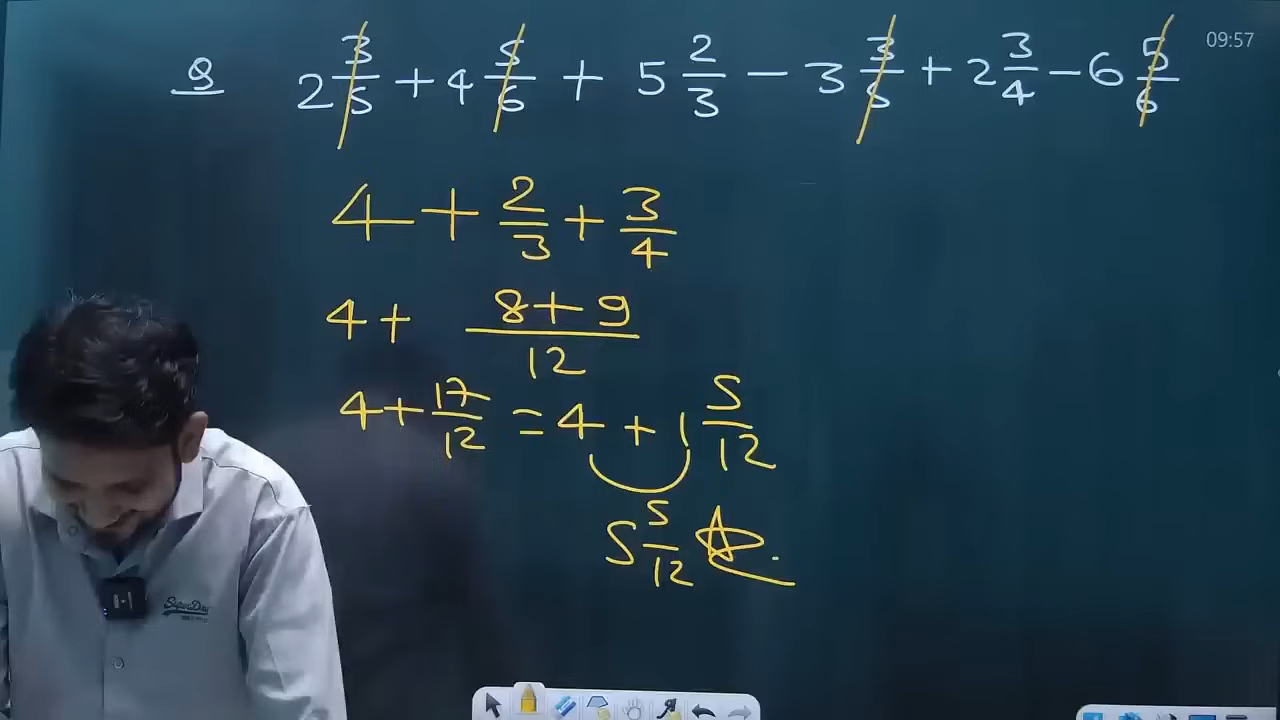 09:57
Q 2 3/5 + 4 5/6 + 5 2/3 - 3 3/5 + 2 3/4 - 6 5/6
4 + 2/3 + 3/4
4 + (8+9)/12
4 + 17/12 = 4 + 1 5/12
5 5/12
SuperDry